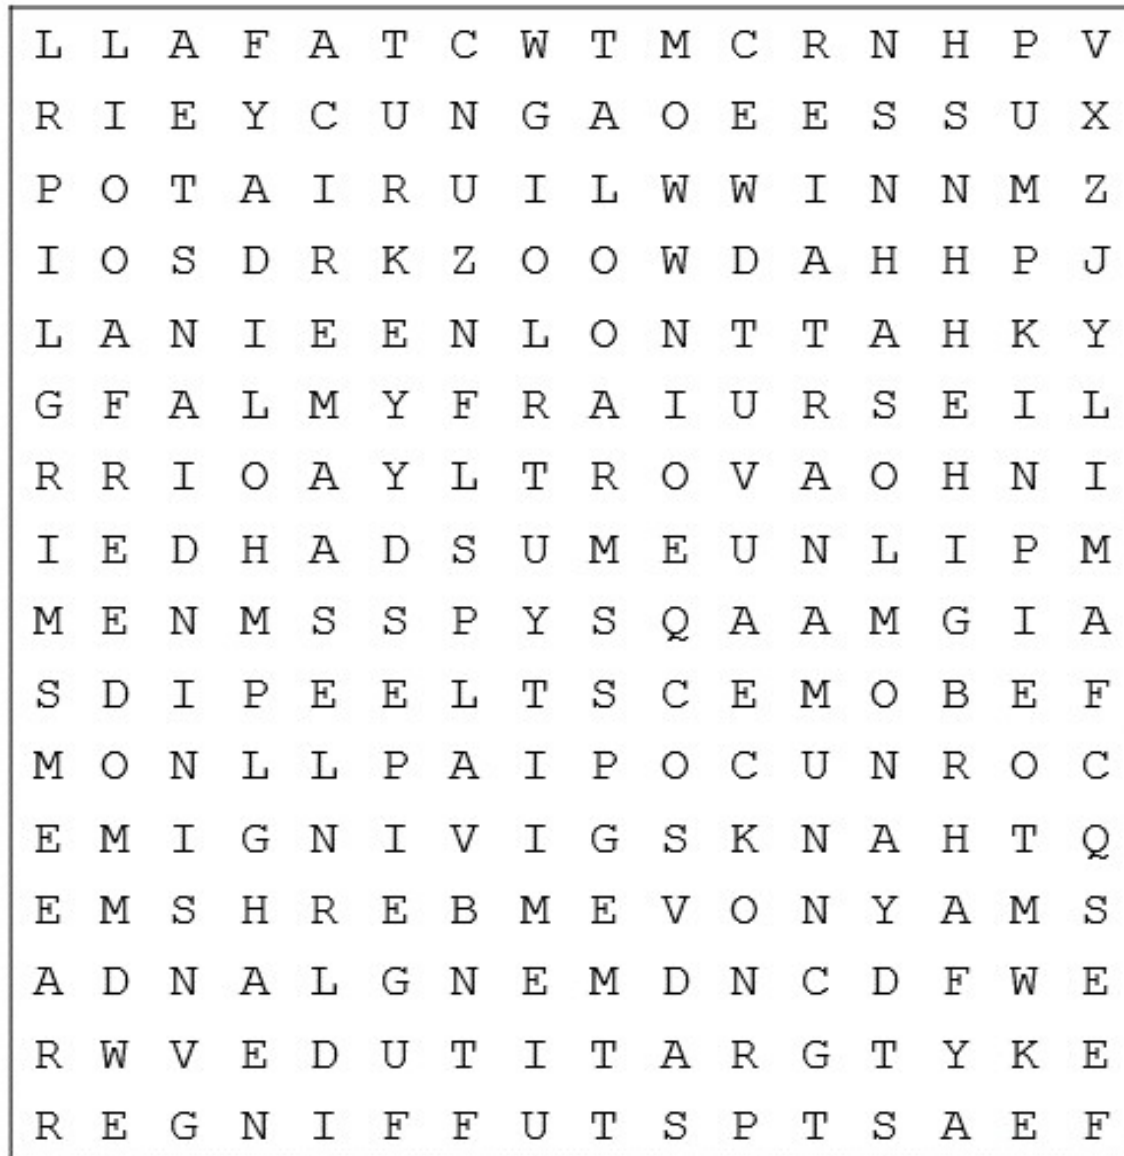 L L A F A T C W T M C R N H P V
R I E Y C U N G A O E E S S U X
P O T A I R U I L W W I N N M Z
I O S D R K Z O O W D A H H P J
L A N I E E N L O N T T A H K Y
G F A L M Y F R A I U R S E I L
R R I O A Y L T R O V A O H N I
I E D H A D S U M E U N L I P M
M E N M S S P Y S Q A A M G I A
S D I P E E L T S C E M O B E F
M O N L L P A I P O C U N R O C
E M I G N I V I G S K N A H T Q
E M S H R E B M E V O N Y A M S
A D N A L G N E M D N C D F W E
R W V E D U T I T A R G T Y K E
R E G N I F F U T S P T S A E F